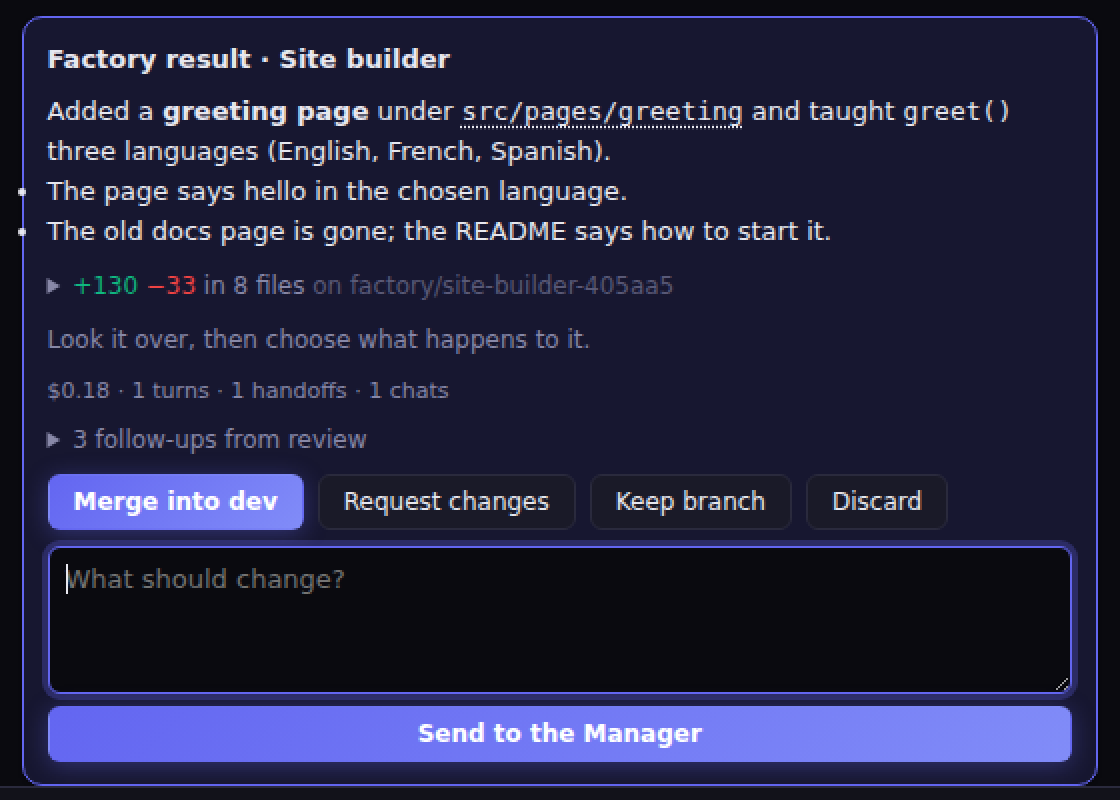 Factory result · Site builder
Added a greeting page under src/pages/greeting and taught greet()
three languages (English, French, Spanish).
• The page says hello in the chosen language.
• The old docs page is gone; the README says how to start it.
▶ +130 −33 in 8 files on factory/site-builder-405aa5
Look it over, then choose what happens to it.
$0.18 · 1 turns · 1 handoffs · 1 chats
▶ 3 follow-ups from review
Merge into dev Request changes Keep branch Discard
What should change?
Send to the Manager